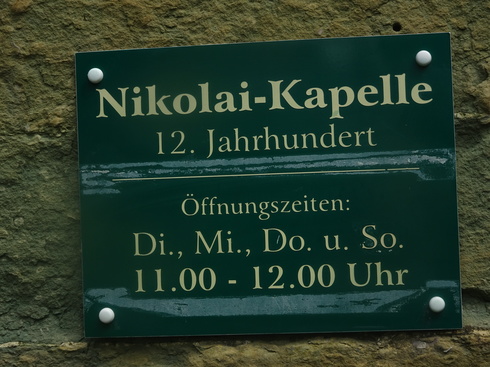 Nikolai-Kapelle
12. Jahrhundert
Öffnungszeiten:
Di., Mi., Do. u. So.
11.00 - 12.00 Uhr